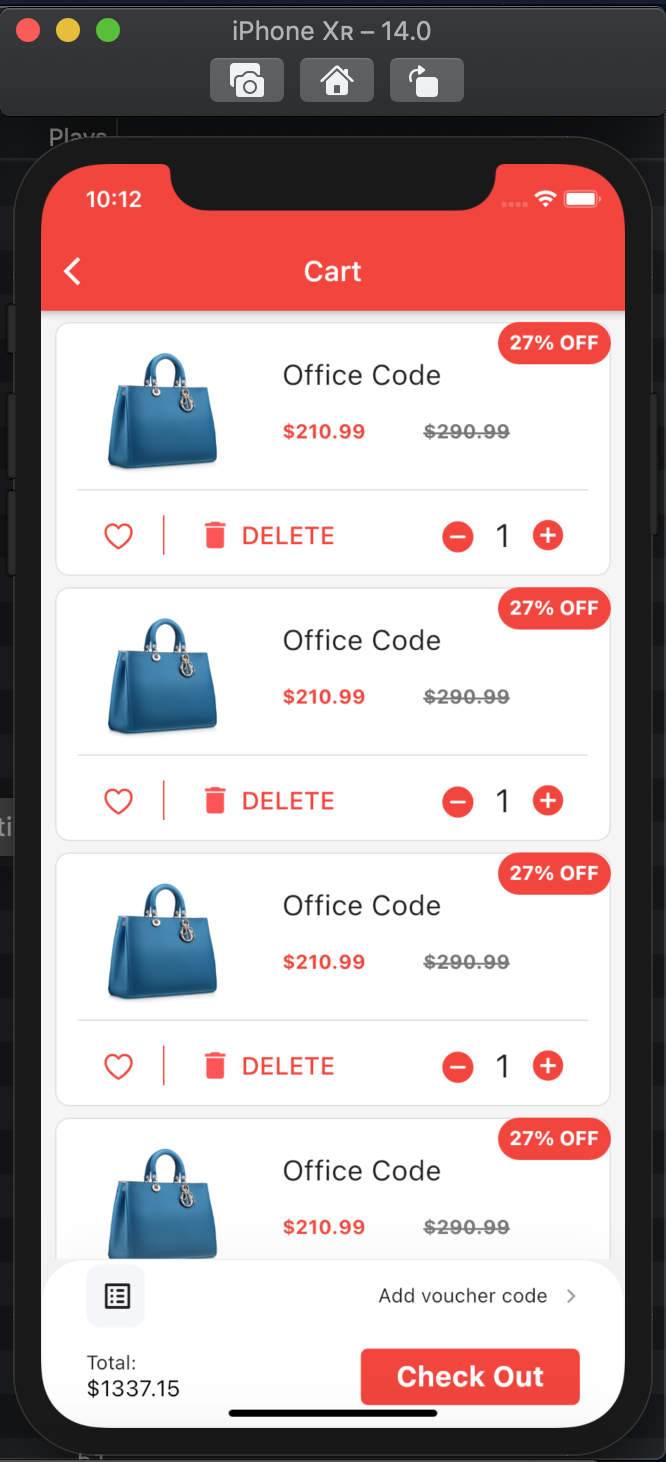 iPhone XR – 14.0
Plays
10:12
Cart
27% OFF
Office Code
$210.99 $290.99
DELETE 1
27% OFF
Office Code
$210.99 $290.99
DELETE 1
ti
27% OFF
Office Code
$210.99 $290.99
DELETE 1
27% OFF
Office Code
$210.99 $290.99
Add voucher code
Total:
$1337.15
Check Out